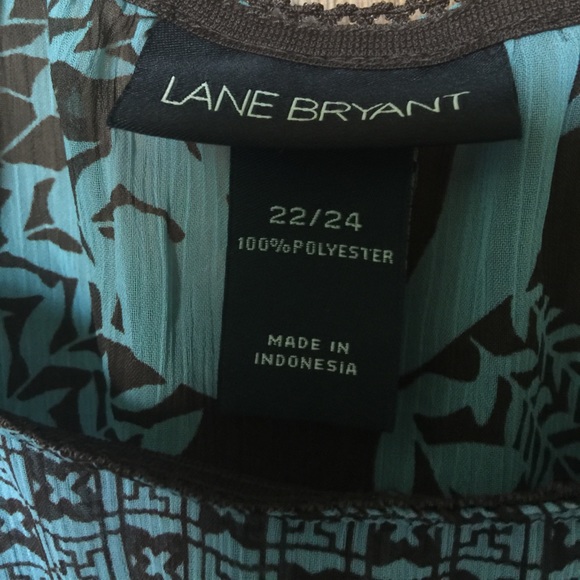 LANE BRYANT
22/24
100% POLYESTER
MADE IN
INDONESIA